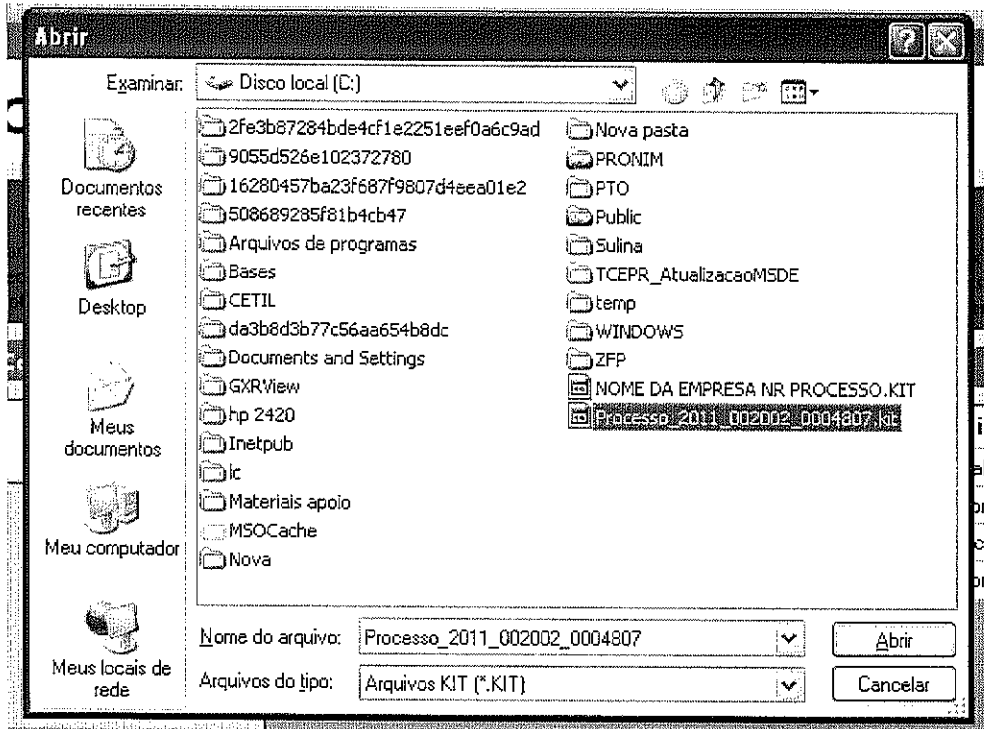 Abrir
Examinar:
Disco local (C:)
Documentos
recentes
Desktop
Meus
documentos
Meu computador
Meus locais de
rede
2fe3b87284bde4cf1e2251eef0a6c9ad
9055d526e102372780
16280457ba23f687f9807d4eea01e2
508689285f81b4cb47
Arquivos de programas
Bases
CETIL
da3b8d3b77c56aa654b8dc
Documents and Settings
GXRView
hp 2420
Inetpub
lc
Materiais apoio
MSOCache
Nova
Nova pasta
PRONIM
PTO
Public
Sulina
TCEPR_AtualizacaoMSDE
temp
WINDOWS
ZFP
NOME DA EMPRESA NR PROCESSO.KIT
Processo_2011_002002_0004807.kit
Nome do arquivo:
Processo_2011_002002_0004807
Abrir
Arquivos do tipo:
Arquivos KIT (*.KIT)
Cancelar